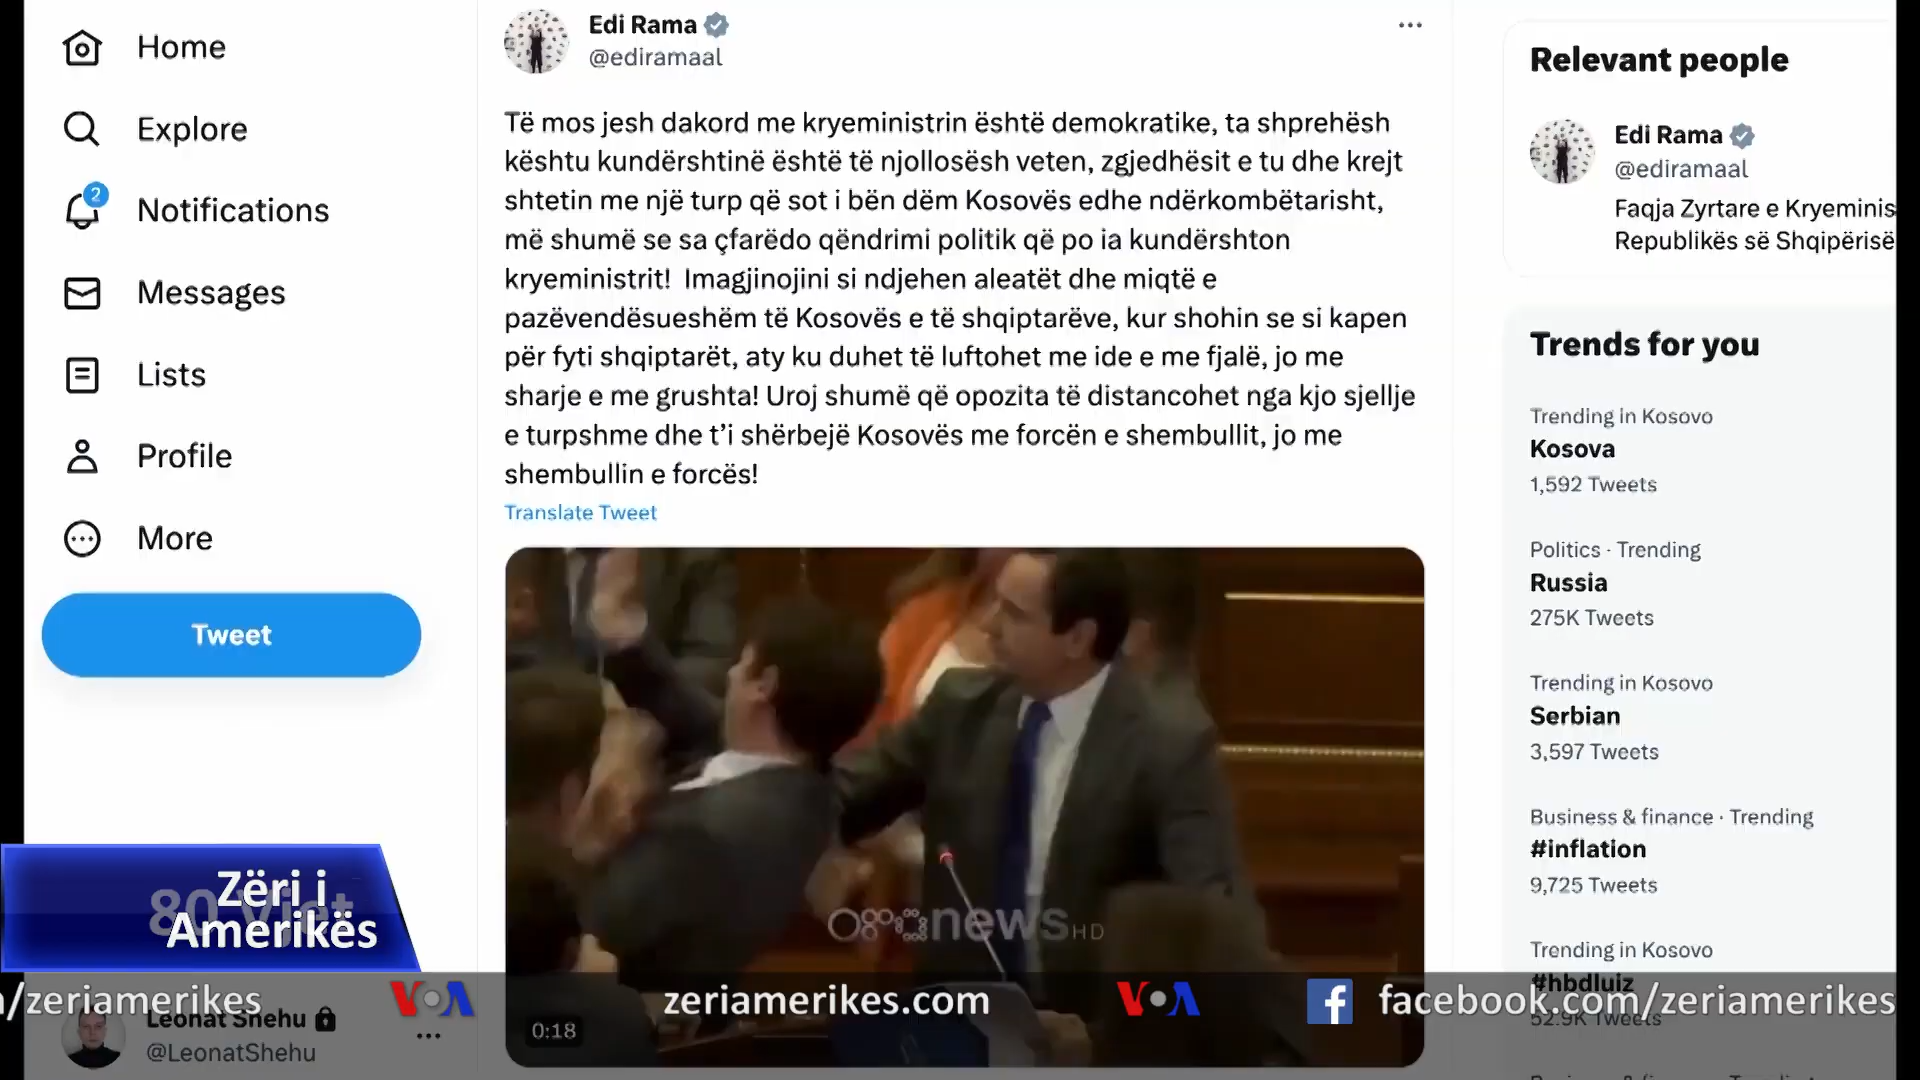 Home
Explore
2
Notifications
Messages
Lists
Profile
More
Tweet
Edi Rama
@ediramaal
Të mos jesh dakord me kryeministrin është demokratike, ta shprehësh
kështu kundërshtinë është të njollosësh veten, zgjedhësit e tu dhe krejt
shtetin me një turp që sot i bën dëm Kosovës edhe ndërkombëtarisht,
më shumë se sa çfarëdo qëndrimi politik që po ia kundërshton
kryeministrit!  Imagjinojini si ndjehen aleatët dhe miqtë e
pazëvendësueshëm të Kosovës e të shqiptarëve, kur shohin se si kapen
për fyti shqiptarët, aty ku duhet të luftohet me ide e me fjalë, jo me
sharje e me grushta! Uroj shumë që opozita të distancohet nga kjo sjellje
e turpshme dhe t’i shërbejë Kosovës me forcën e shembullit, jo me
shembullin e forcës!
Translate Tweet
news HD
0:18
Relevant people
Edi Rama
@ediramaal
Faqja Zyrtare e Kryeminis
Republikës së Shqipërisë
Trends for you
Trending in Kosovo
Kosova
1,592 Tweets
Politics · Trending
Russia
275K Tweets
Trending in Kosovo
Serbian
3,597 Tweets
Business & finance · Trending
#inflation
9,725 Tweets
Trending in Kosovo
#hbdluiz
52.9K Tweets
80 Vjet
Zëri i
Amerikës
/zeriamerikes
VOA
zeriamerikes.com
VOA
facebook.com/zeriamerikes
Leonat Shehu
@LeonatShehu